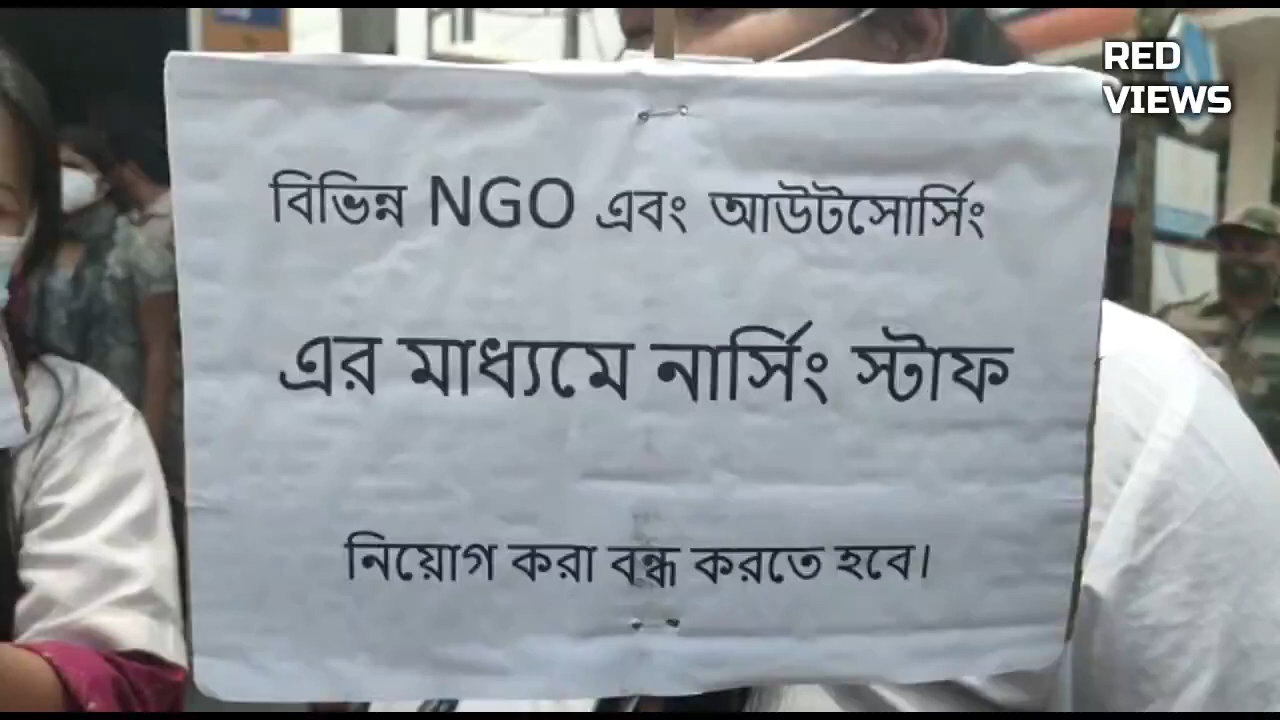 RED
VIEWS
বিভিন্ন NGO এবং আউটসোর্সিং
এর মাধ্যমে নার্সিং স্টাফ
নিয়োগ করা বন্ধ করতে হবে।